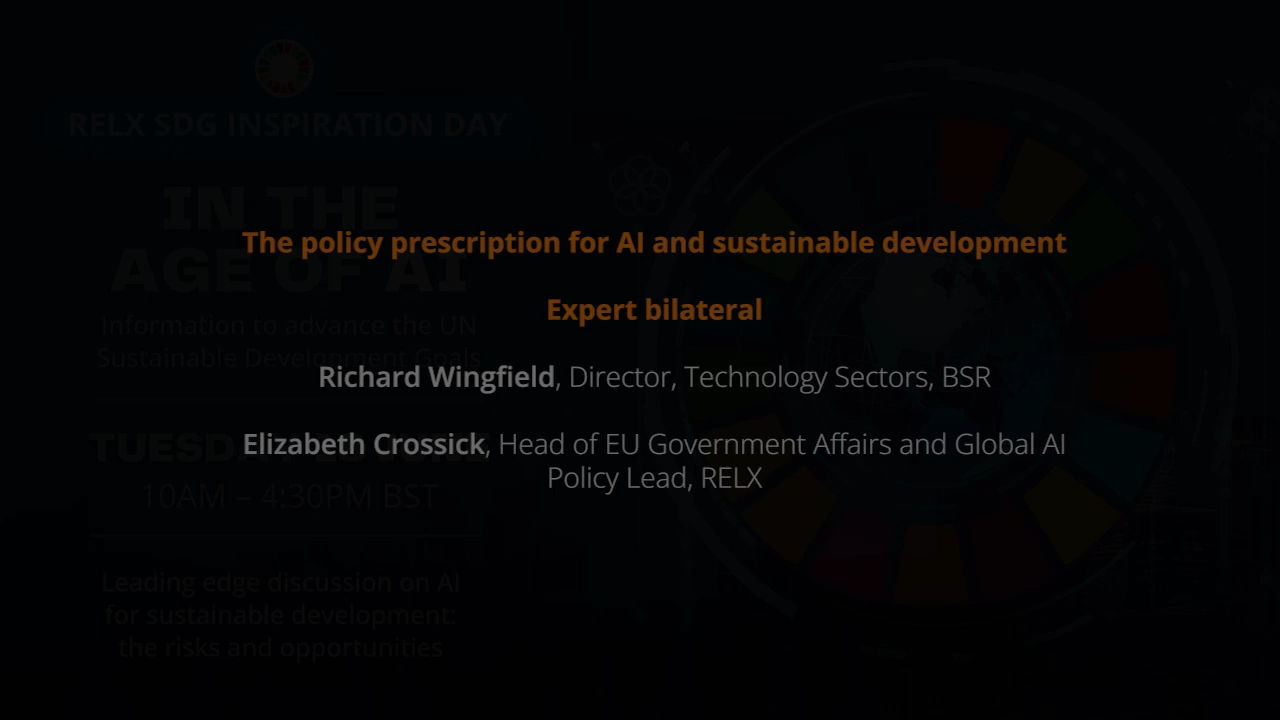 RELX SDG INSPIRATION DAY
IN THE
AGE OF AI
Information to advance the UN
Sustainable Development Goals
10AM – 4:30PM BST
Leading edge discussion on AI
for sustainable development:
the risks and opportunities
The policy prescription for AI and sustainable development
Expert bilateral
Richard Wingfield, Director, Technology Sectors, BSR
Elizabeth Crossick, Head of EU Government Affairs and Global AI
Policy Lead, RELX